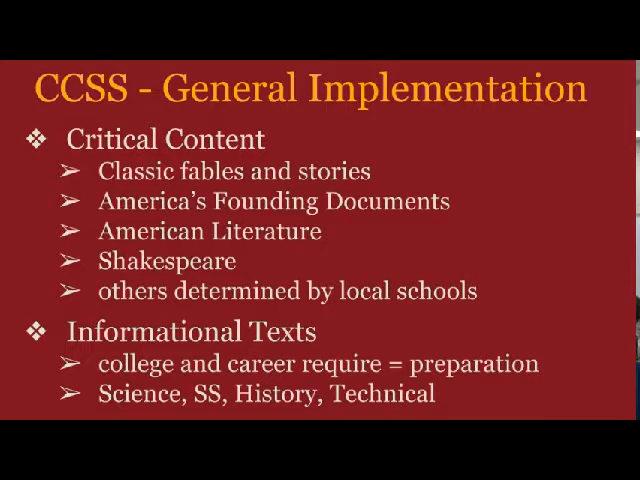 CCSS - General Implementation
❖ Critical Content
➢ Classic fables and stories
➢ America's Founding Documents
➢ American Literature
➢ Shakespeare
➢ others determined by local schools
❖ Informational Texts
➢ college and career require = preparation
➢ Science, SS, History, Technical